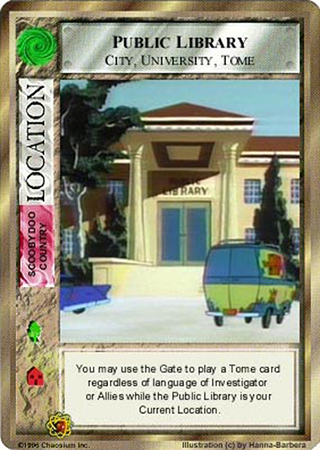 PUBLIC LIBRARY
CITY, UNIVERSITY, TOME
LOCATION
SCOOBYDOO
COUNTRY
PUBLIC
LIBRARY
You may use the Gate to play a Tome card
regardless of language of Investigator
or Allies while the Public Library is your
Current Location.
©1996 Chaosium Inc.
Illustration (c) by Hanna-Barbera